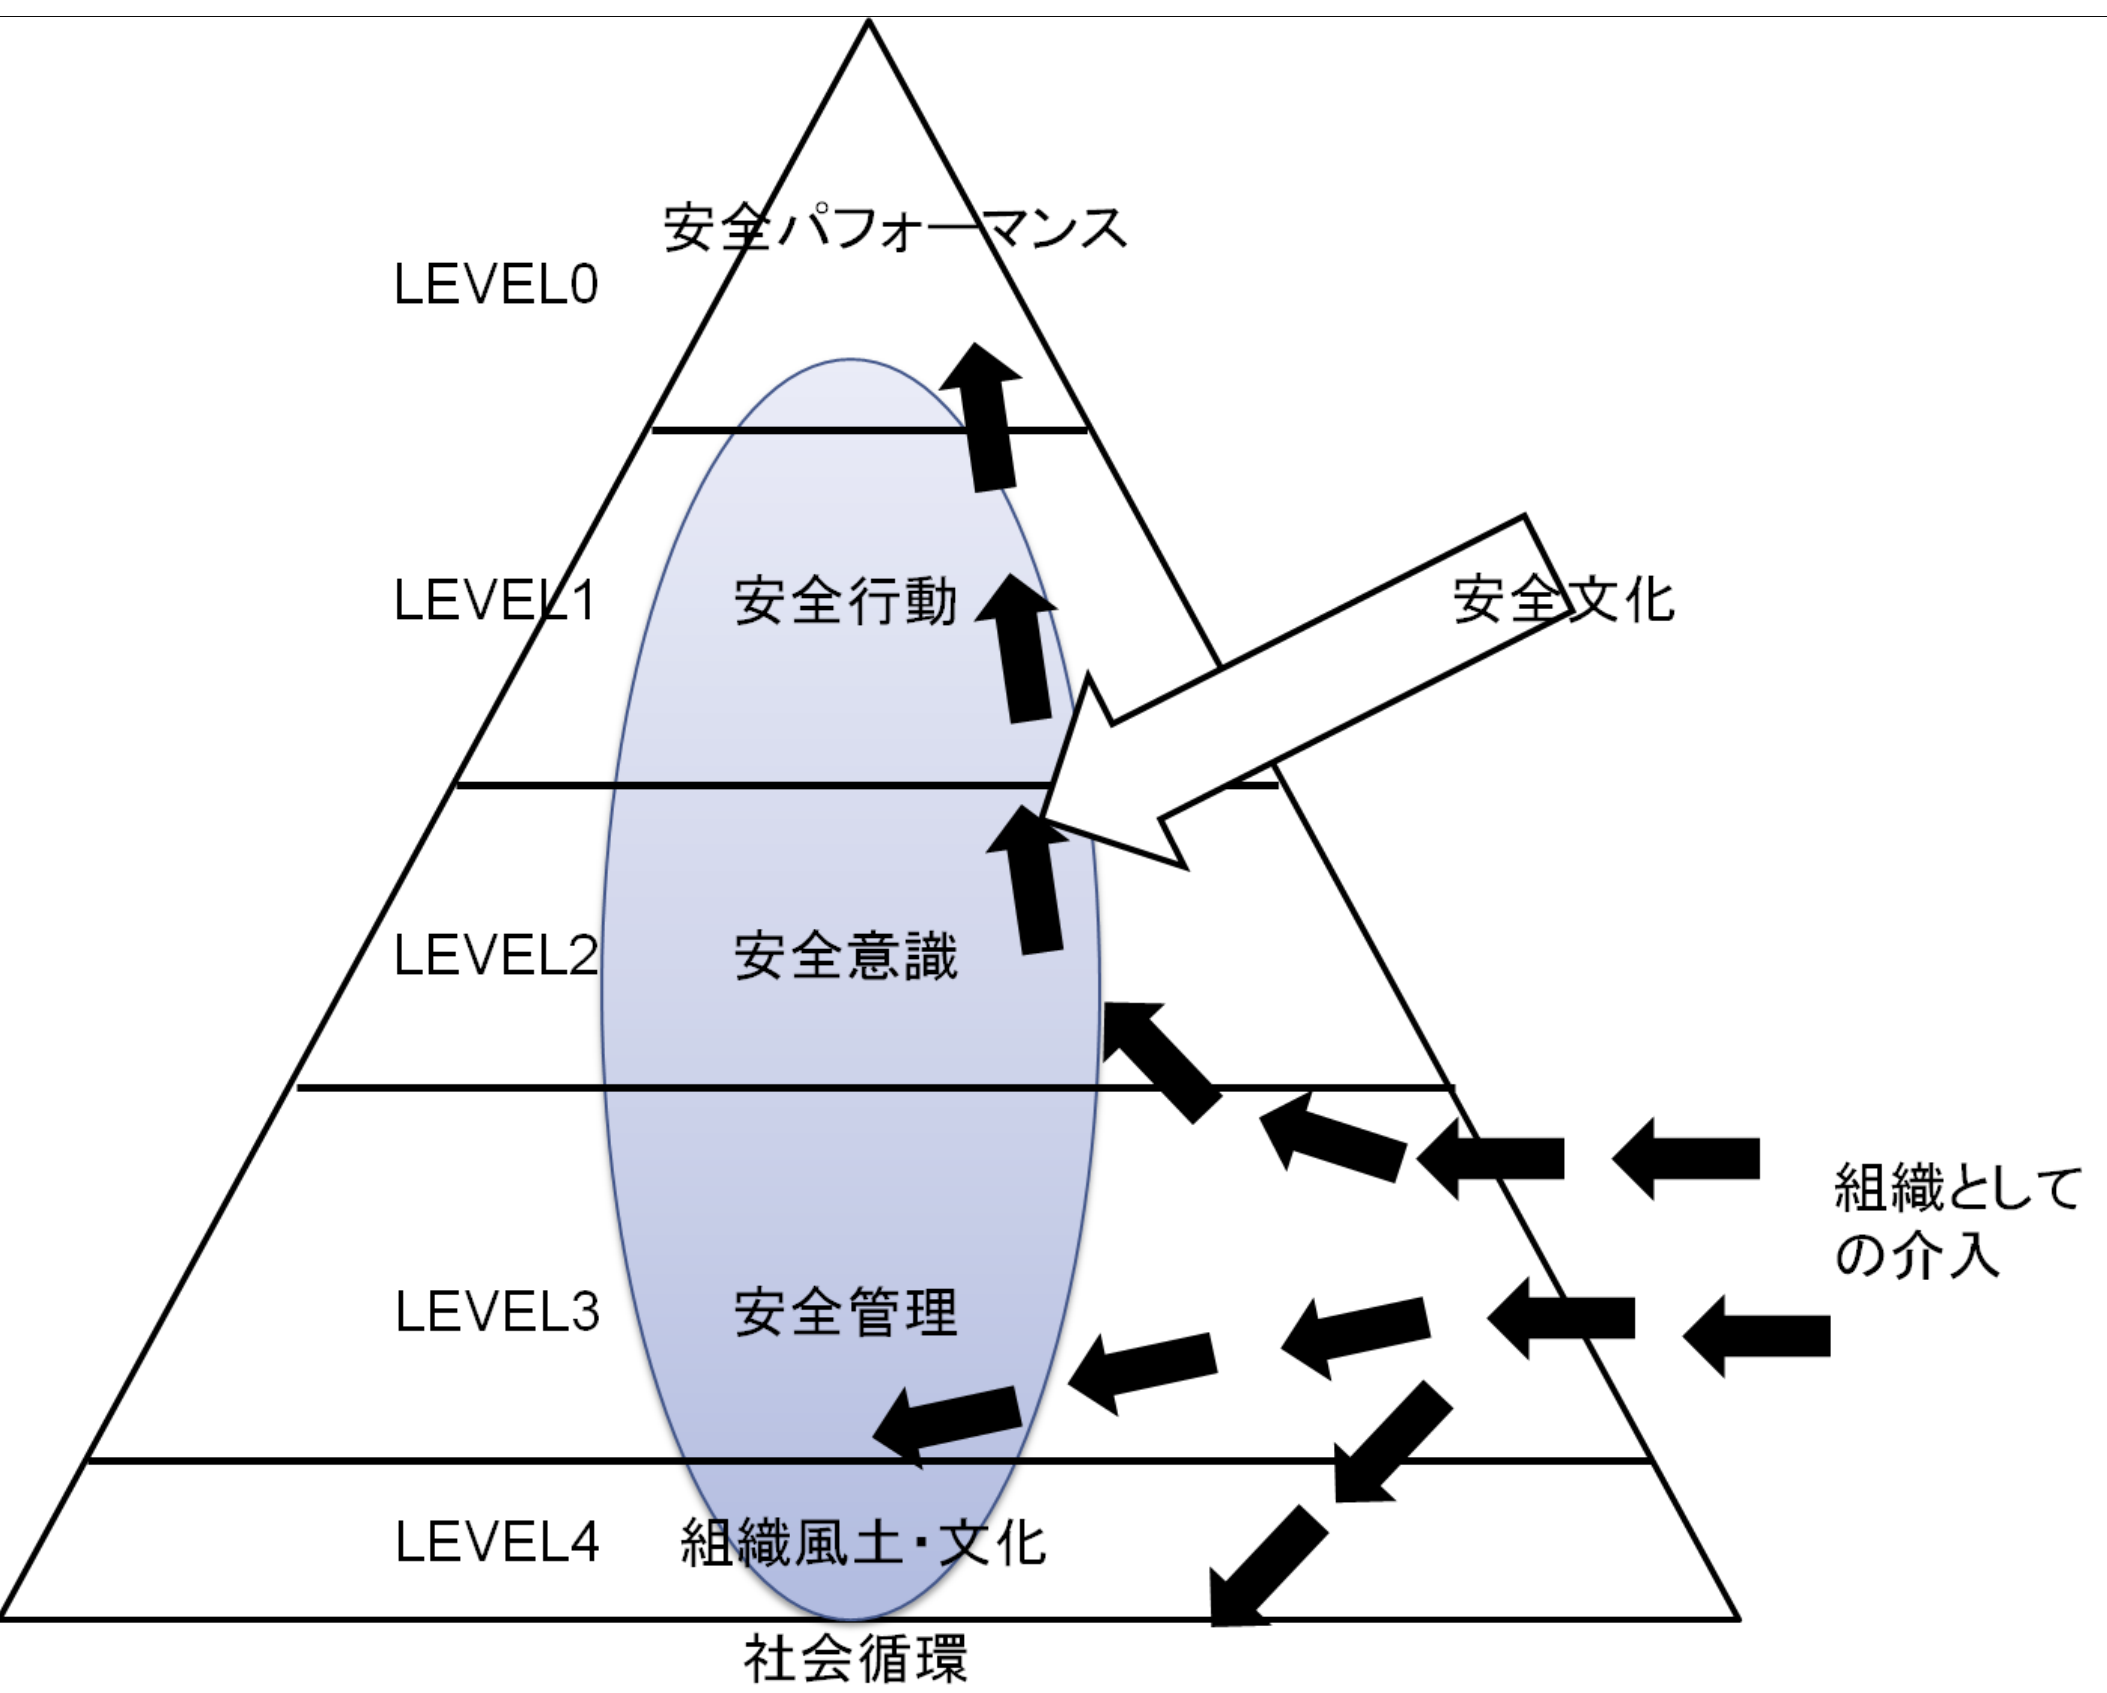 安全パフォーマンス
LEVEL0
LEVEL1
安全行動
安全文化
LEVEL2
安全意識
組織として
の介入
LEVEL3
安全管理
LEVEL4
組織風土・文化
社会循環